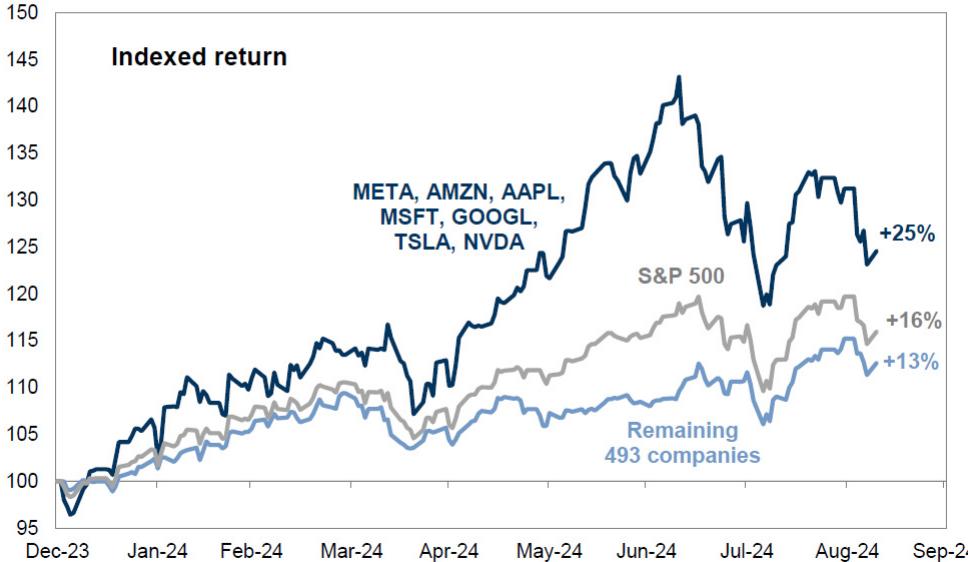 150
145
140
135
130
125
120
115
110
105
100
95
Indexed return
META, AMZN, AAPL,
MSFT, GOOGL,
TSLA, NVDA
S&P 500
Remaining
493 companies
+25%
+16%
+13%
Dec-23 Jan-24 Feb-24 Mar-24 Apr-24 May-24 Jun-24 Jul-24 Aug-24 Sep-24